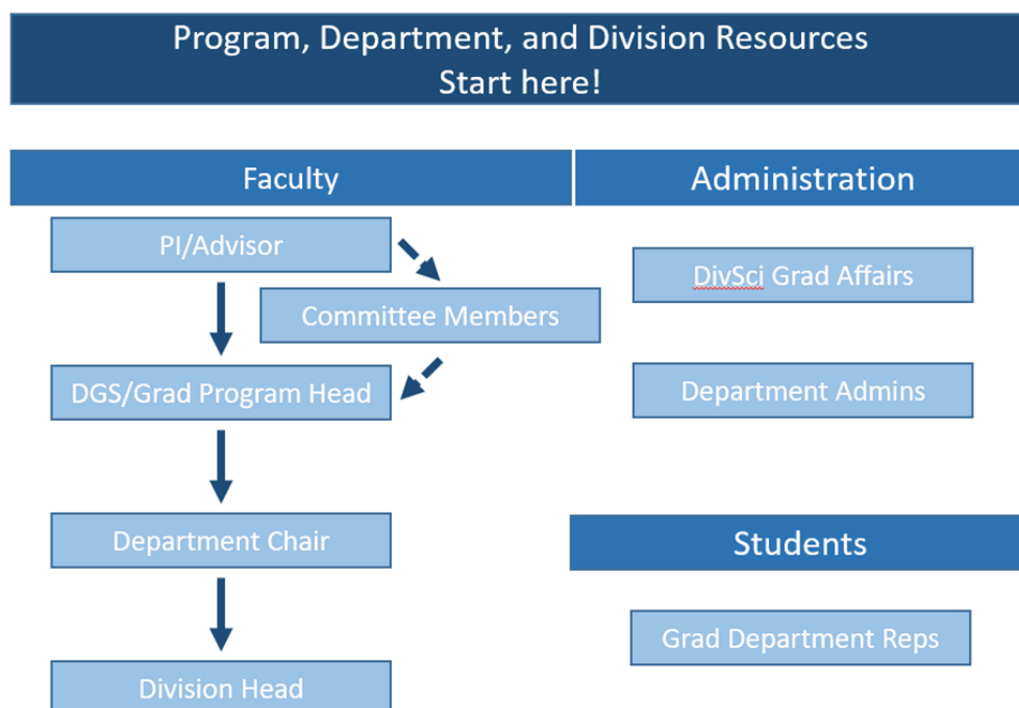 Program, Department, and Division Resources
Start here!
Faculty
PI/Advisor
Committee Members
DGS/Grad Program Head
Department Chair
Division Head
Administration
DivSci Grad Affairs
Department Admins
Students
Grad Department Reps